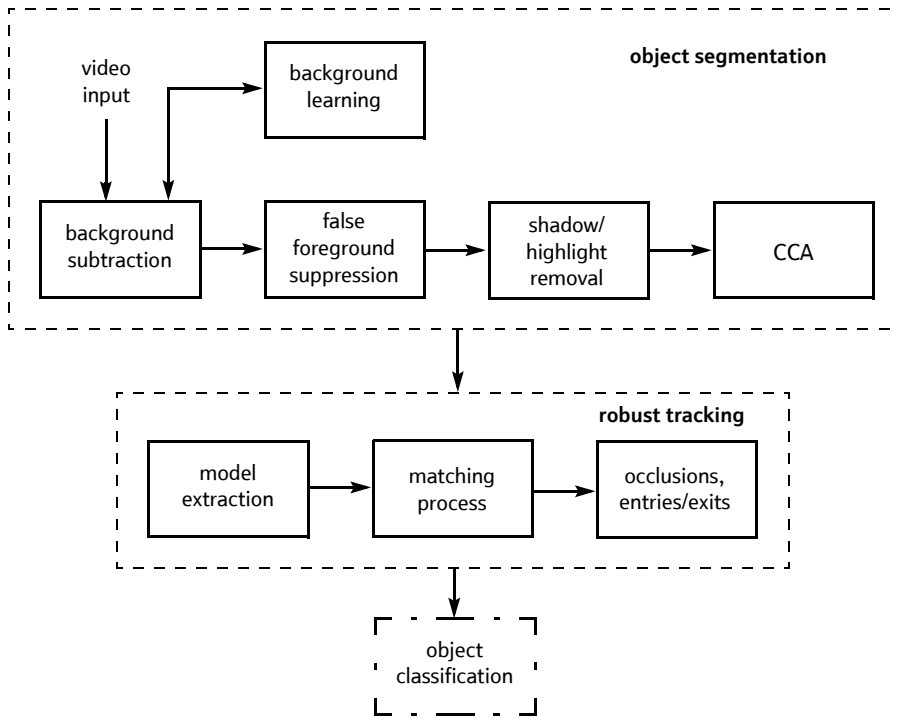 object segmentation
video
input
background
learning
background
subtraction
false
foreground
suppression
shadow/
highlight
removal
CCA
robust tracking
model
extraction
matching
process
occlusions,
entries/exits
object
classification